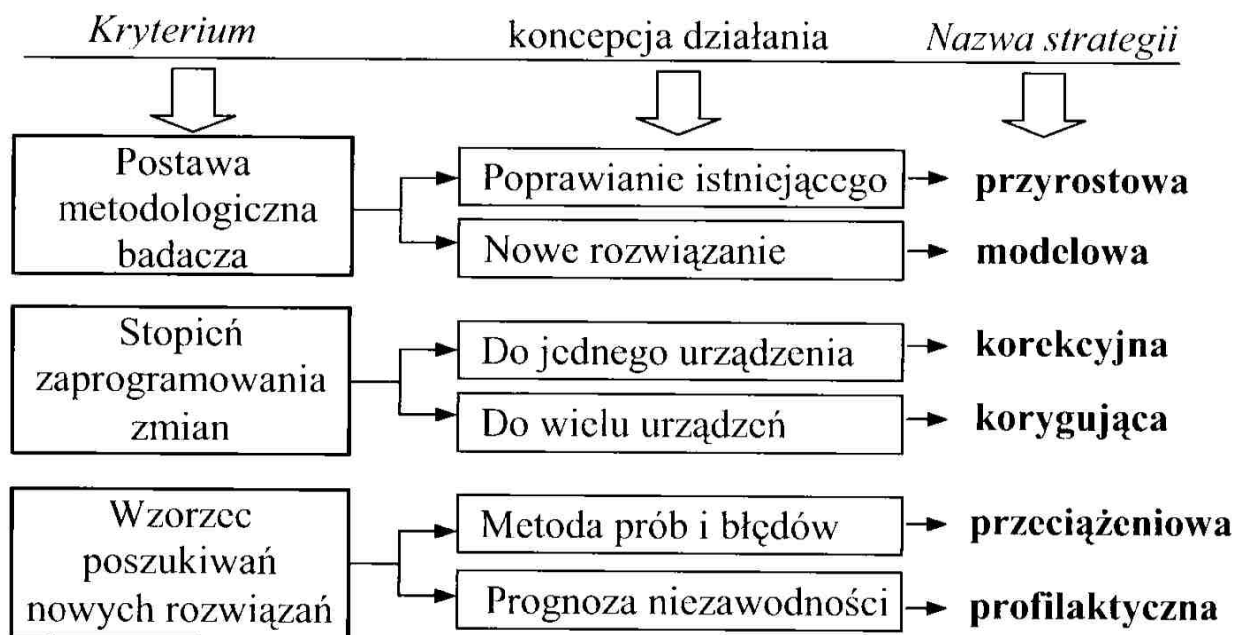 Kryterium koncepcja działania Nazwa strategii
Postawa
metodologiczna
badacza
Poprawianie istniejącego
przyrostowa
Nowe rozwiązanie
modelowa
Stopień
zaprogramowania
zmian
Do jednego urządzenia
korekcyjna
Do wielu urządzeń
korygująca
Wzorzec
poszukiwań
nowych rozwiązań
Metoda prób i błędów
przeciążeniowa
Prognoza niezawodności
profilaktyczna